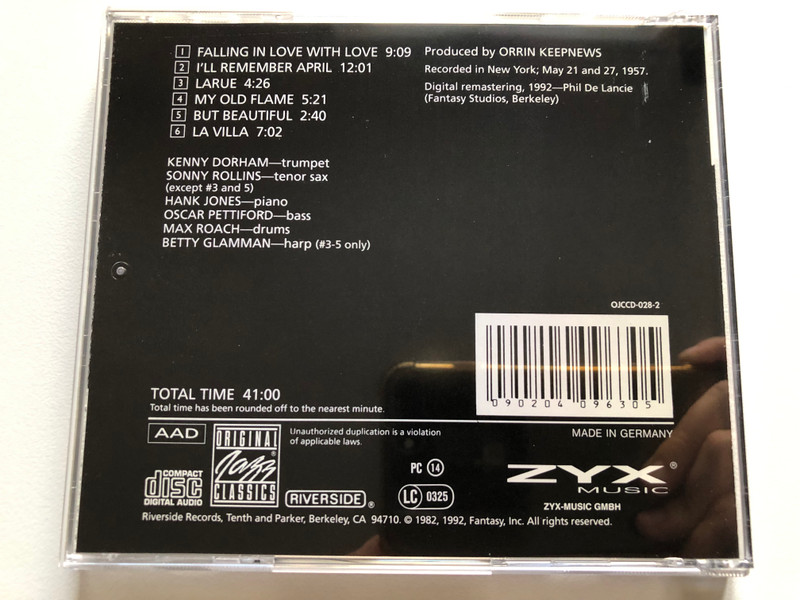 1 FALLING IN LOVE WITH LOVE 9:09
2 I'LL REMEMBER APRIL 12:01
3 LARUE 4:26
4 MY OLD FLAME 5:21
5 BUT BEAUTIFUL 2:40
6 LA VILLA 7:02
Produced by ORRIN KEEPNEWS
Recorded in New York; May 21 and 27, 1957.
Digital remastering, 1992—Phil De Lancie
(Fantasy Studios, Berkeley)
KENNY DORHAM—trumpet
SONNY ROLLINS—tenor sax
(except #3 and 5)
HANK JONES—piano
OSCAR PETTIFORD—bass
MAX ROACH—drums
BETTY GLAMMAN—harp (#3-5 only)
OJCCD-028-2
0 90204 09630 5
TOTAL TIME 41:00
Total time has been rounded off to the nearest minute.
AAD
ORIGINAL
Jazz
CLASSICS
Unauthorized duplication is a violation
of applicable laws.
MADE IN GERMANY
COMPACT
disc
DIGITAL AUDIO
RIVERSIDE®
PC 14
LC 0325
ZYX®
MUSIC
ZYX-MUSIC GMBH
Riverside Records, Tenth and Parker, Berkeley, CA 94710. © 1982, 1992, Fantasy, Inc. All rights reserved.